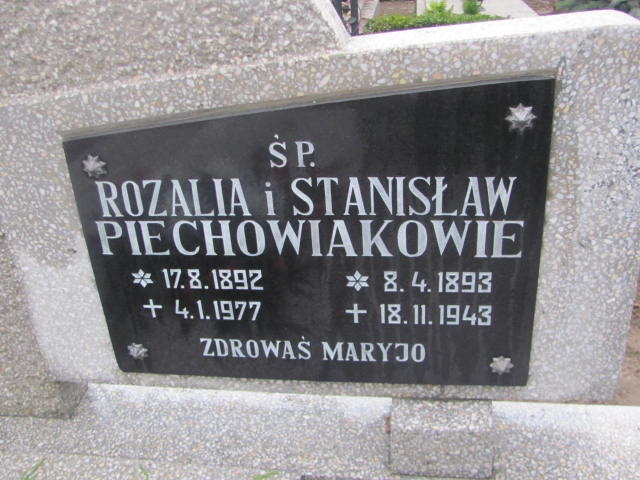 ŚP.
ROZALIA i STANISŁAW
PIECHOWIAKOWIE
17.8.1892 8.4.1893
4.1.1977 18.11.1943
ZDROWAŚ MARYJO